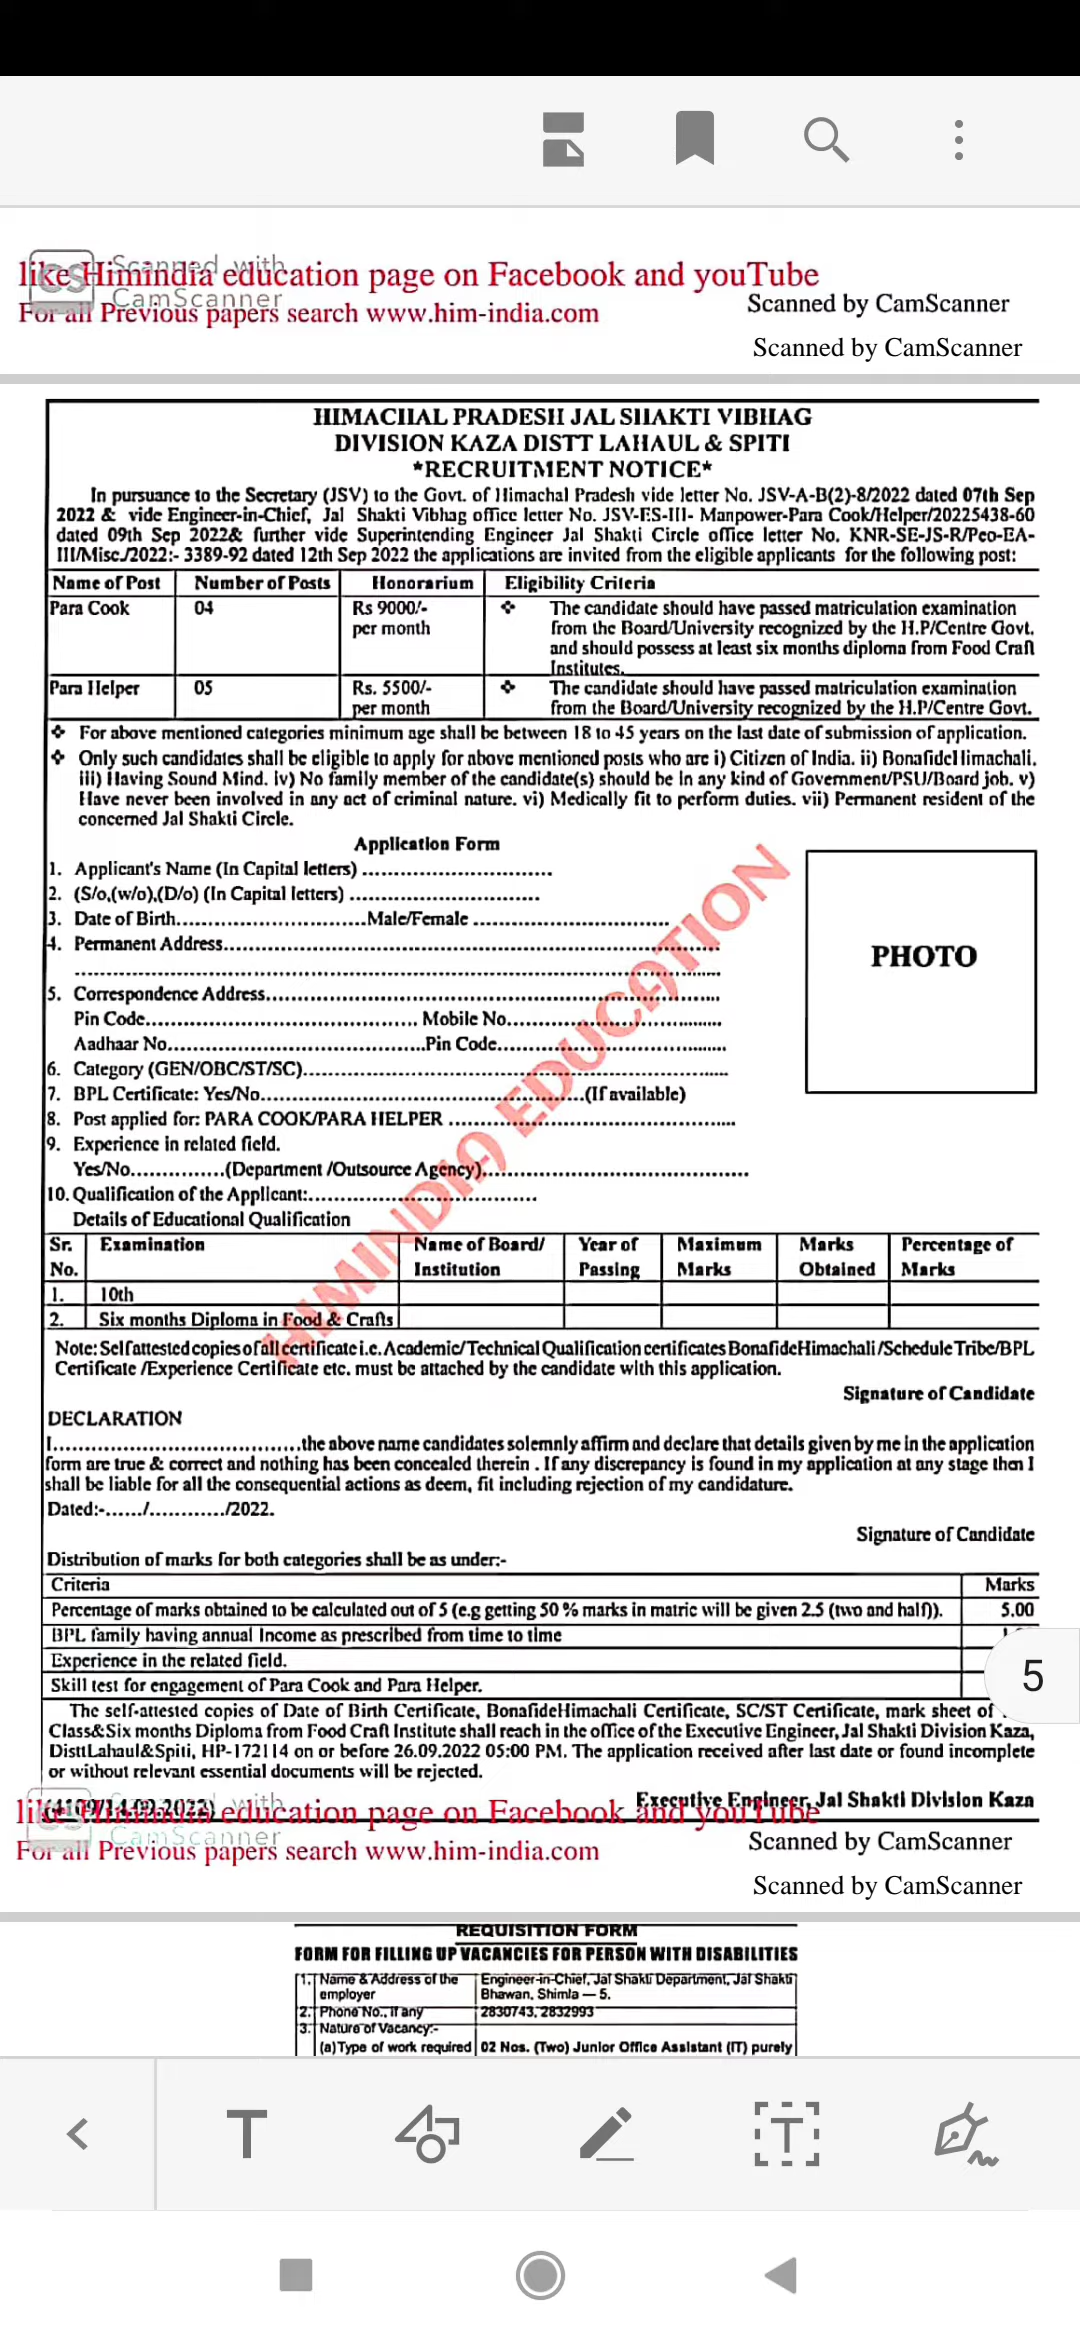 Scanned with
CamScanner
like Himindia education page on Facebook and youTube
For all Previous papers search www.him-india.com
Scanned by CamScanner
Scanned by CamScanner
HIMACHAL PRADESH JAL SHAKTI VIBHAG
DIVISION KAZA DISTT LAHAUL & SPITI
*RECRUITMENT NOTICE*
In pursuance to the Secretary (JSV) to the Govt. of Himachal Pradesh vide letter No. JSV-A-B(2)-8/2022 dated 07th Sep
2022 & vide Engineer-in-Chief, Jal Shakti Vibhag office letter No. JSV-ES-III- Manpower-Para Cook/Helper/20225438-60
dated 09th Sep 2022& further vide Superintending Engineer Jal Shakti Circle office letter No. KNR-SE-JS-R/Peo-EA-
III/Misc./2022:- 3389-92 dated 12th Sep 2022 the applications are invited from the eligible applicants for the following post:
Name of Post Number of Posts Honorarium Eligibility Criteria
Para Cook 04 Rs 9000/- ❖ The candidate should have passed matriculation examination
per month from the Board/University recognized by the H.P/Centre Govt.
and should possess at least six months diploma from Food Craft
Institutes.
Para Helper 05 Rs. 5500/- ❖ The candidate should have passed matriculation examination
per month from the Board/University recognized by the H.P/Centre Govt.
❖ For above mentioned categories minimum age shall be between 18 to 45 years on the last date of submission of application.
❖ Only such candidates shall be eligible to apply for above mentioned posts who are i) Citizen of India. ii) BonafideHimachali.
iii) Having Sound Mind. iv) No family member of the candidate(s) should be in any kind of Government/PSU/Board job. v)
Have never been involved in any act of criminal nature. vi) Medically fit to perform duties. vii) Permanent resident of the
concerned Jal Shakti Circle.
Application Form
1. Applicant's Name (In Capital letters) ..............................
2. (S/o,(w/o),(D/o) (In Capital letters) ..............................
3. Date of Birth..............................Male/Female ...............................
4. Permanent Address...............................................................................
.......................................................................................................
5. Correspondence Address........................................................................
Pin Code........................................... Mobile No..................................
Aadhaar No.........................................Pin Code....................................
6. Category (GEN/OBC/ST/SC)....................................................................
7. BPL Certificate: Yes/No...................................................(If available)
8. Post applied for: PARA COOK/PARA HELPER .............................................
9. Experience in related field.
Yes/No...............(Department /Outsource Agency)..........................................
10. Qualification of the Applicant:....................................
Details of Educational Qualification
Sr. Examination Name of Board/ Year of Maximum Marks Percentage of
No. Institution Passing Marks Obtained Marks
1. 10th
2. Six months Diploma in Food & Crafts
HIMINDIA EDUCATION
PHOTO
Note: Self attested copies of all certificate i.e. Academic/Technical Qualification certificates BonafideHimachali/Schedule Tribe/BPL
Certificate /Experience Certificate etc. must be attached by the candidate with this application.
Signature of Candidate
DECLARATION
I.......................................the above name candidates solemnly affirm and declare that details given by me in the application
form are true & correct and nothing has been concealed therein . If any discrepancy is found in my application at any stage then I
shall be liable for all the consequential actions as deem, fit including rejection of my candidature.
Dated:-....../............/2022.
Signature of Candidate
Distribution of marks for both categories shall be as under:-
Criteria Marks
Percentage of marks obtained to be calculated out of 5 (e.g getting 50 % marks in matric will be given 2.5 (two and half)). 5.00
BPL family having annual Income as prescribed from time to time
Experience in the related field.
5
Skill test for engagement of Para Cook and Para Helper.
The self-attested copies of Date of Birth Certificate, BonafideHimachali Certificate, SC/ST Certificate, mark sheet of
Class&Six months Diploma from Food Craft Institute shall reach in the office of the Executive Engineer, Jal Shakti Division Kaza,
DisttLahaul&Spiti, HP-172114 on or before 26.09.2022 05:00 PM. The application received after last date or found incomplete
or without relevant essential documents will be rejected.
(4109/14.09.2022) Executive Engineer, Jal Shakti Division Kaza
Scanned with
CamScanner
like Himindia education page on Facebook and youTube
For all Previous papers search www.him-india.com
Scanned by CamScanner
Scanned by CamScanner
REQUISITION FORM
FORM FOR FILLING UP VACANCIES FOR PERSON WITH DISABILITIES
1. Name & Address of the Engineer-in-Chief, Jal Shakti Department, Jal Shakti
employer Bhawan, Shimla — 5.
2. Phone No., if any 2830743, 2832993
3. Nature of Vacancy:-
(a)Type of work required 02 Nos. (Two) Junior Office Assistant (IT) purely